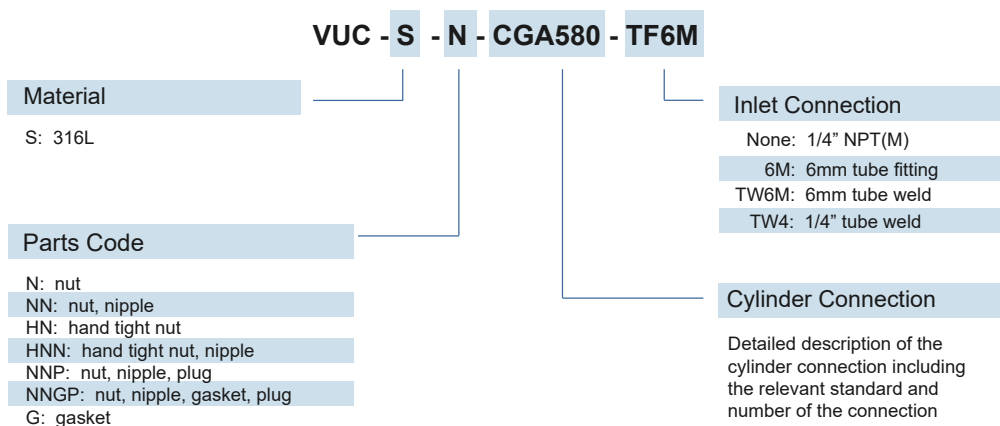 VUC - S - N - CGA580 - TF6M
Material
S: 316L
Parts Code
N: nut
NN: nut, nipple
HN: hand tight nut
HNN: hand tight nut, nipple
NNP: nut, nipple, plug
NNGP: nut, nipple, gasket, plug
G: gasket
Inlet Connection
None: 1/4” NPT(M)
6M: 6mm tube fitting
TW6M: 6mm tube weld
TW4: 1/4” tube weld
Cylinder Connection
Detailed description of the
cylinder connection including
the relevant standard and
number of the connection